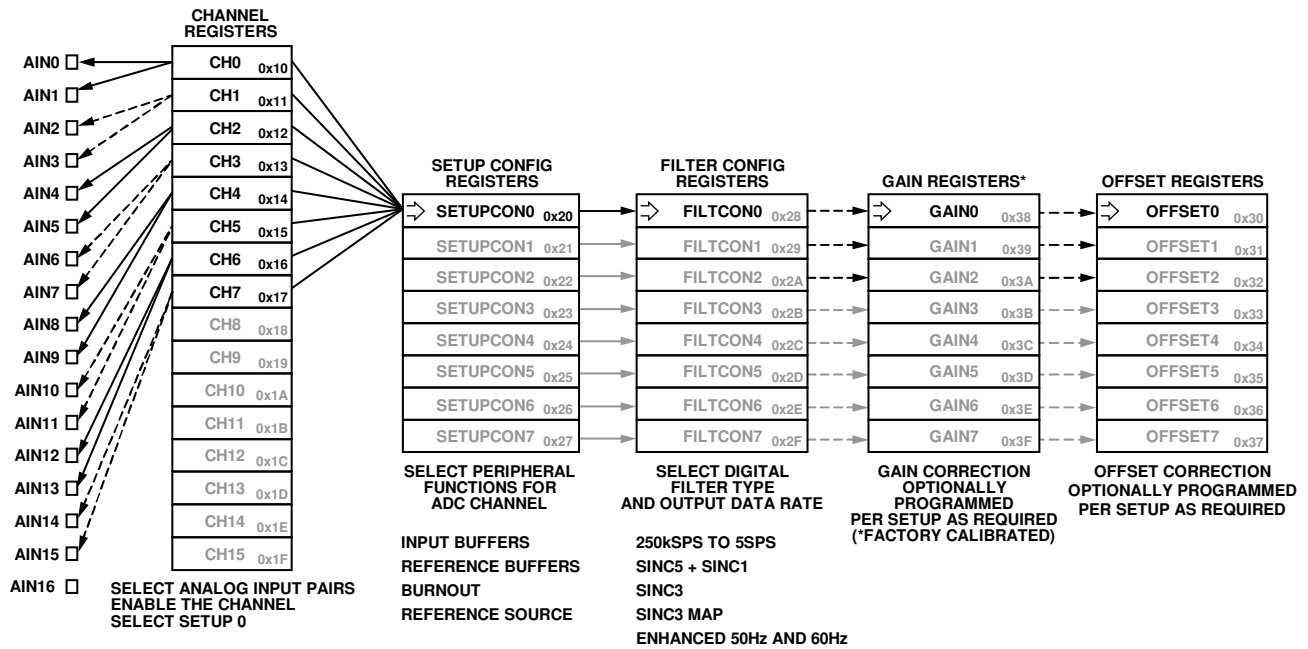 CHANNEL
REGISTERS
AIN0
AIN1
AIN2
AIN3
AIN4
AIN5
AIN6
AIN7
AIN8
AIN9
AIN10
AIN11
AIN12
AIN13
AIN14
AIN15
AIN16
CH0 0x10
CH1 0x11
CH2 0x12
CH3 0x13
CH4 0x14
CH5 0x15
CH6 0x16
CH7 0x17
CH8 0x18
CH9 0x19
CH10 0x1A
CH11 0x1B
CH12 0x1C
CH13 0x1D
CH14 0x1E
CH15 0x1F
SELECT ANALOG INPUT PAIRS
ENABLE THE CHANNEL
SELECT SETUP 0
SETUP CONFIG
REGISTERS
SETUPCON0 0x20
SETUPCON1 0x21
SETUPCON2 0x22
SETUPCON3 0x23
SETUPCON4 0x24
SETUPCON5 0x25
SETUPCON6 0x26
SETUPCON7 0x27
SELECT PERIPHERAL
FUNCTIONS FOR
ADC CHANNEL
INPUT BUFFERS
REFERENCE BUFFERS
BURNOUT
REFERENCE SOURCE
FILTER CONFIG
REGISTERS
FILTCON0 0x28
FILTCON1 0x29
FILTCON2 0x2A
FILTCON3 0x2B
FILTCON4 0x2C
FILTCON5 0x2D
FILTCON6 0x2E
FILTCON7 0x2F
SELECT DIGITAL
FILTER TYPE
AND OUTPUT DATA RATE
250kSPS TO 5SPS
SINC5 + SINC1
SINC3
SINC3 MAP
ENHANCED 50Hz AND 60Hz
GAIN REGISTERS*
GAIN0 0x38
GAIN1 0x39
GAIN2 0x3A
GAIN3 0x3B
GAIN4 0x3C
GAIN5 0x3D
GAIN6 0x3E
GAIN7 0x3F
GAIN CORRECTION
OPTIONALLY
PROGRAMMED
PER SETUP AS REQUIRED
(*FACTORY CALIBRATED)
OFFSET REGISTERS
OFFSET0 0x30
OFFSET1 0x31
OFFSET2 0x32
OFFSET3 0x33
OFFSET4 0x34
OFFSET5 0x35
OFFSET6 0x36
OFFSET7 0x37
OFFSET CORRECTION
OPTIONALLY PROGRAMMED
PER SETUP AS REQUIRED